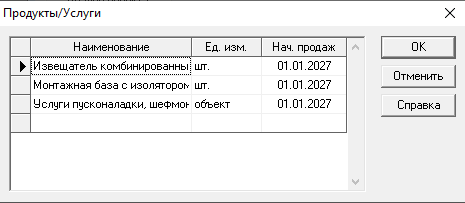 Продукты/Услуги
Наименование Ед. изм. Нач. продаж
Извещатель комбинированны шт. 01.01.2027
Монтажная база с изолятором шт. 01.01.2027
Услуги пусконаладки, шефмон объект 01.01.2027
OK
Отменить
Справка